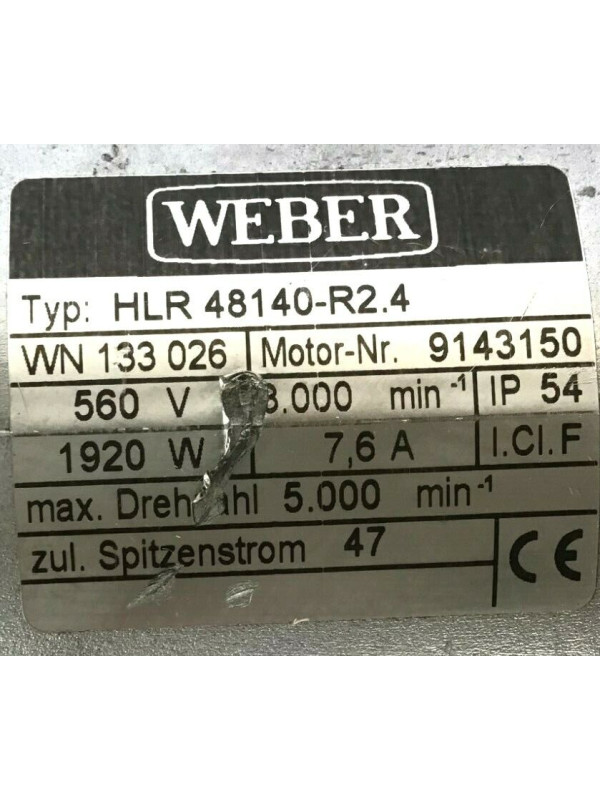 WEBER
Typ: HLR 48140-R2.4
WN 133 026 Motor-Nr. 9143150
560 V .000 min -1 IP 54
1920 W 7,6 A I.Cl.F
max. 5.000 min -1
zul. Spitzenstrom 47
CE